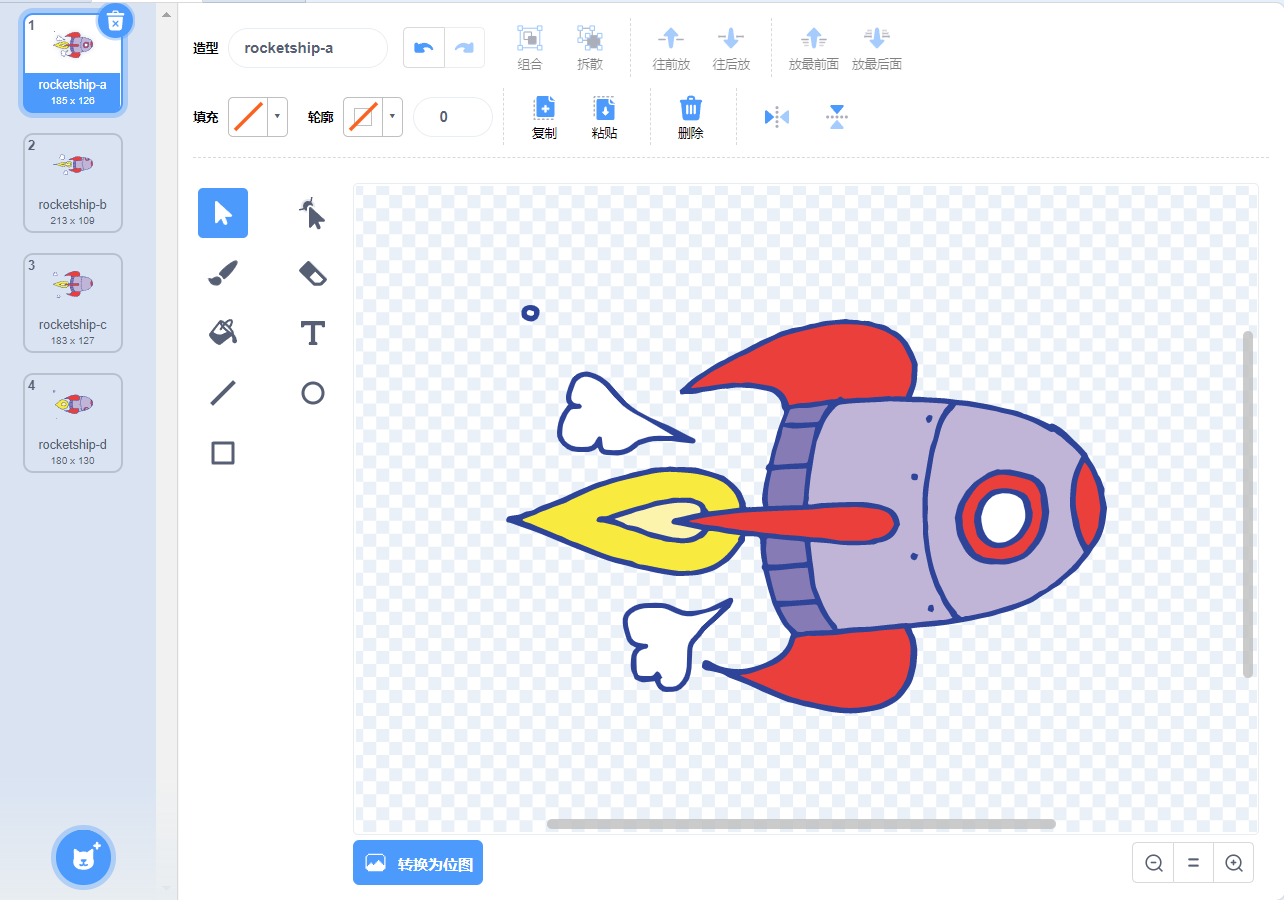 1
rocketship-a
185 x 126
2
rocketship-b
213 x 109
3
rocketship-c
183 x 127
4
rocketship-d
180 x 130
造型
rocketship-a
组合
拆散
往前放
往后放
放最前面
放最后面
填充
轮廓
0
复制
粘贴
删除
T
转换为位图